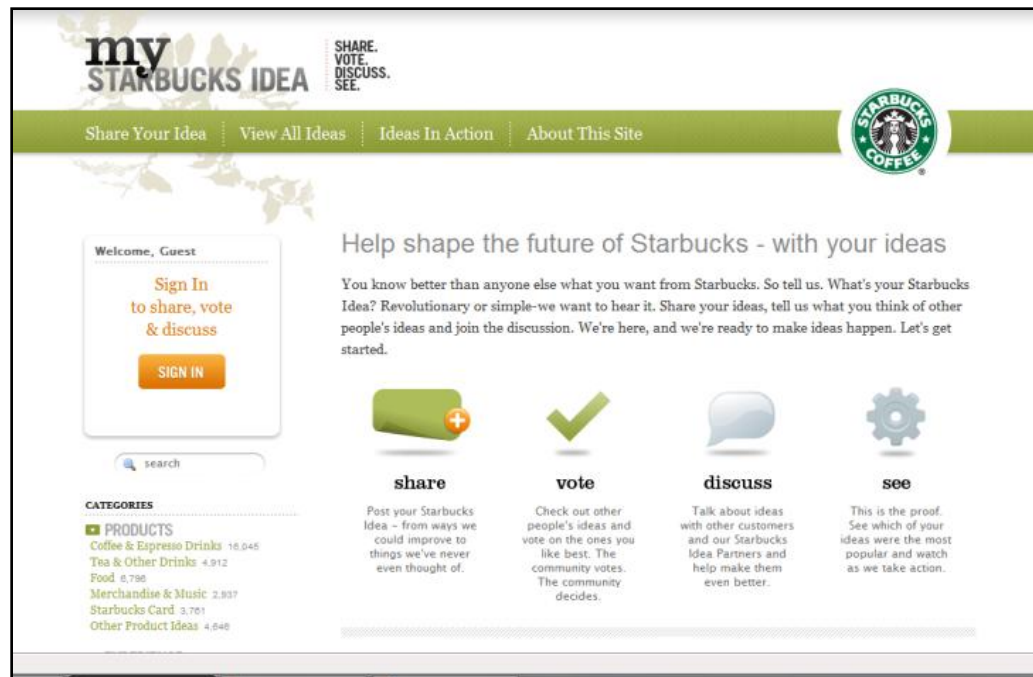 my
STARBUCKS IDEA
SHARE.
VOTE.
DISCUSS.
SEE.
Share Your Idea
View All Ideas
Ideas In Action
About This Site
STARBUCKS
COFFEE
®
Welcome, Guest
Sign In
to share, vote
& discuss
SIGN IN
search
CATEGORIES
PRODUCTS
Coffee & Espresso Drinks 16,045
Tea & Other Drinks 4,912
Food 6,796
Merchandise & Music 2,937
Starbucks Card 3,761
Other Product Ideas 4,646
Help shape the future of Starbucks - with your ideas
You know better than anyone else what you want from Starbucks. So tell us. What's your Starbucks
Idea? Revolutionary or simple-we want to hear it. Share your ideas, tell us what you think of other
people's ideas and join the discussion. We're here, and we're ready to make ideas happen. Let's get
started.
share
Post your Starbucks
Idea – from ways we
could improve to
things we've never
even thought of.
vote
Check out other
people's ideas and
vote on the ones you
like best. The
community votes.
The community
decides.
discuss
Talk about ideas
with other customers
and our Starbucks
Idea Partners and
help make them
even better.
see
This is the proof.
See which of your
ideas were the most
popular and watch
as we take action.